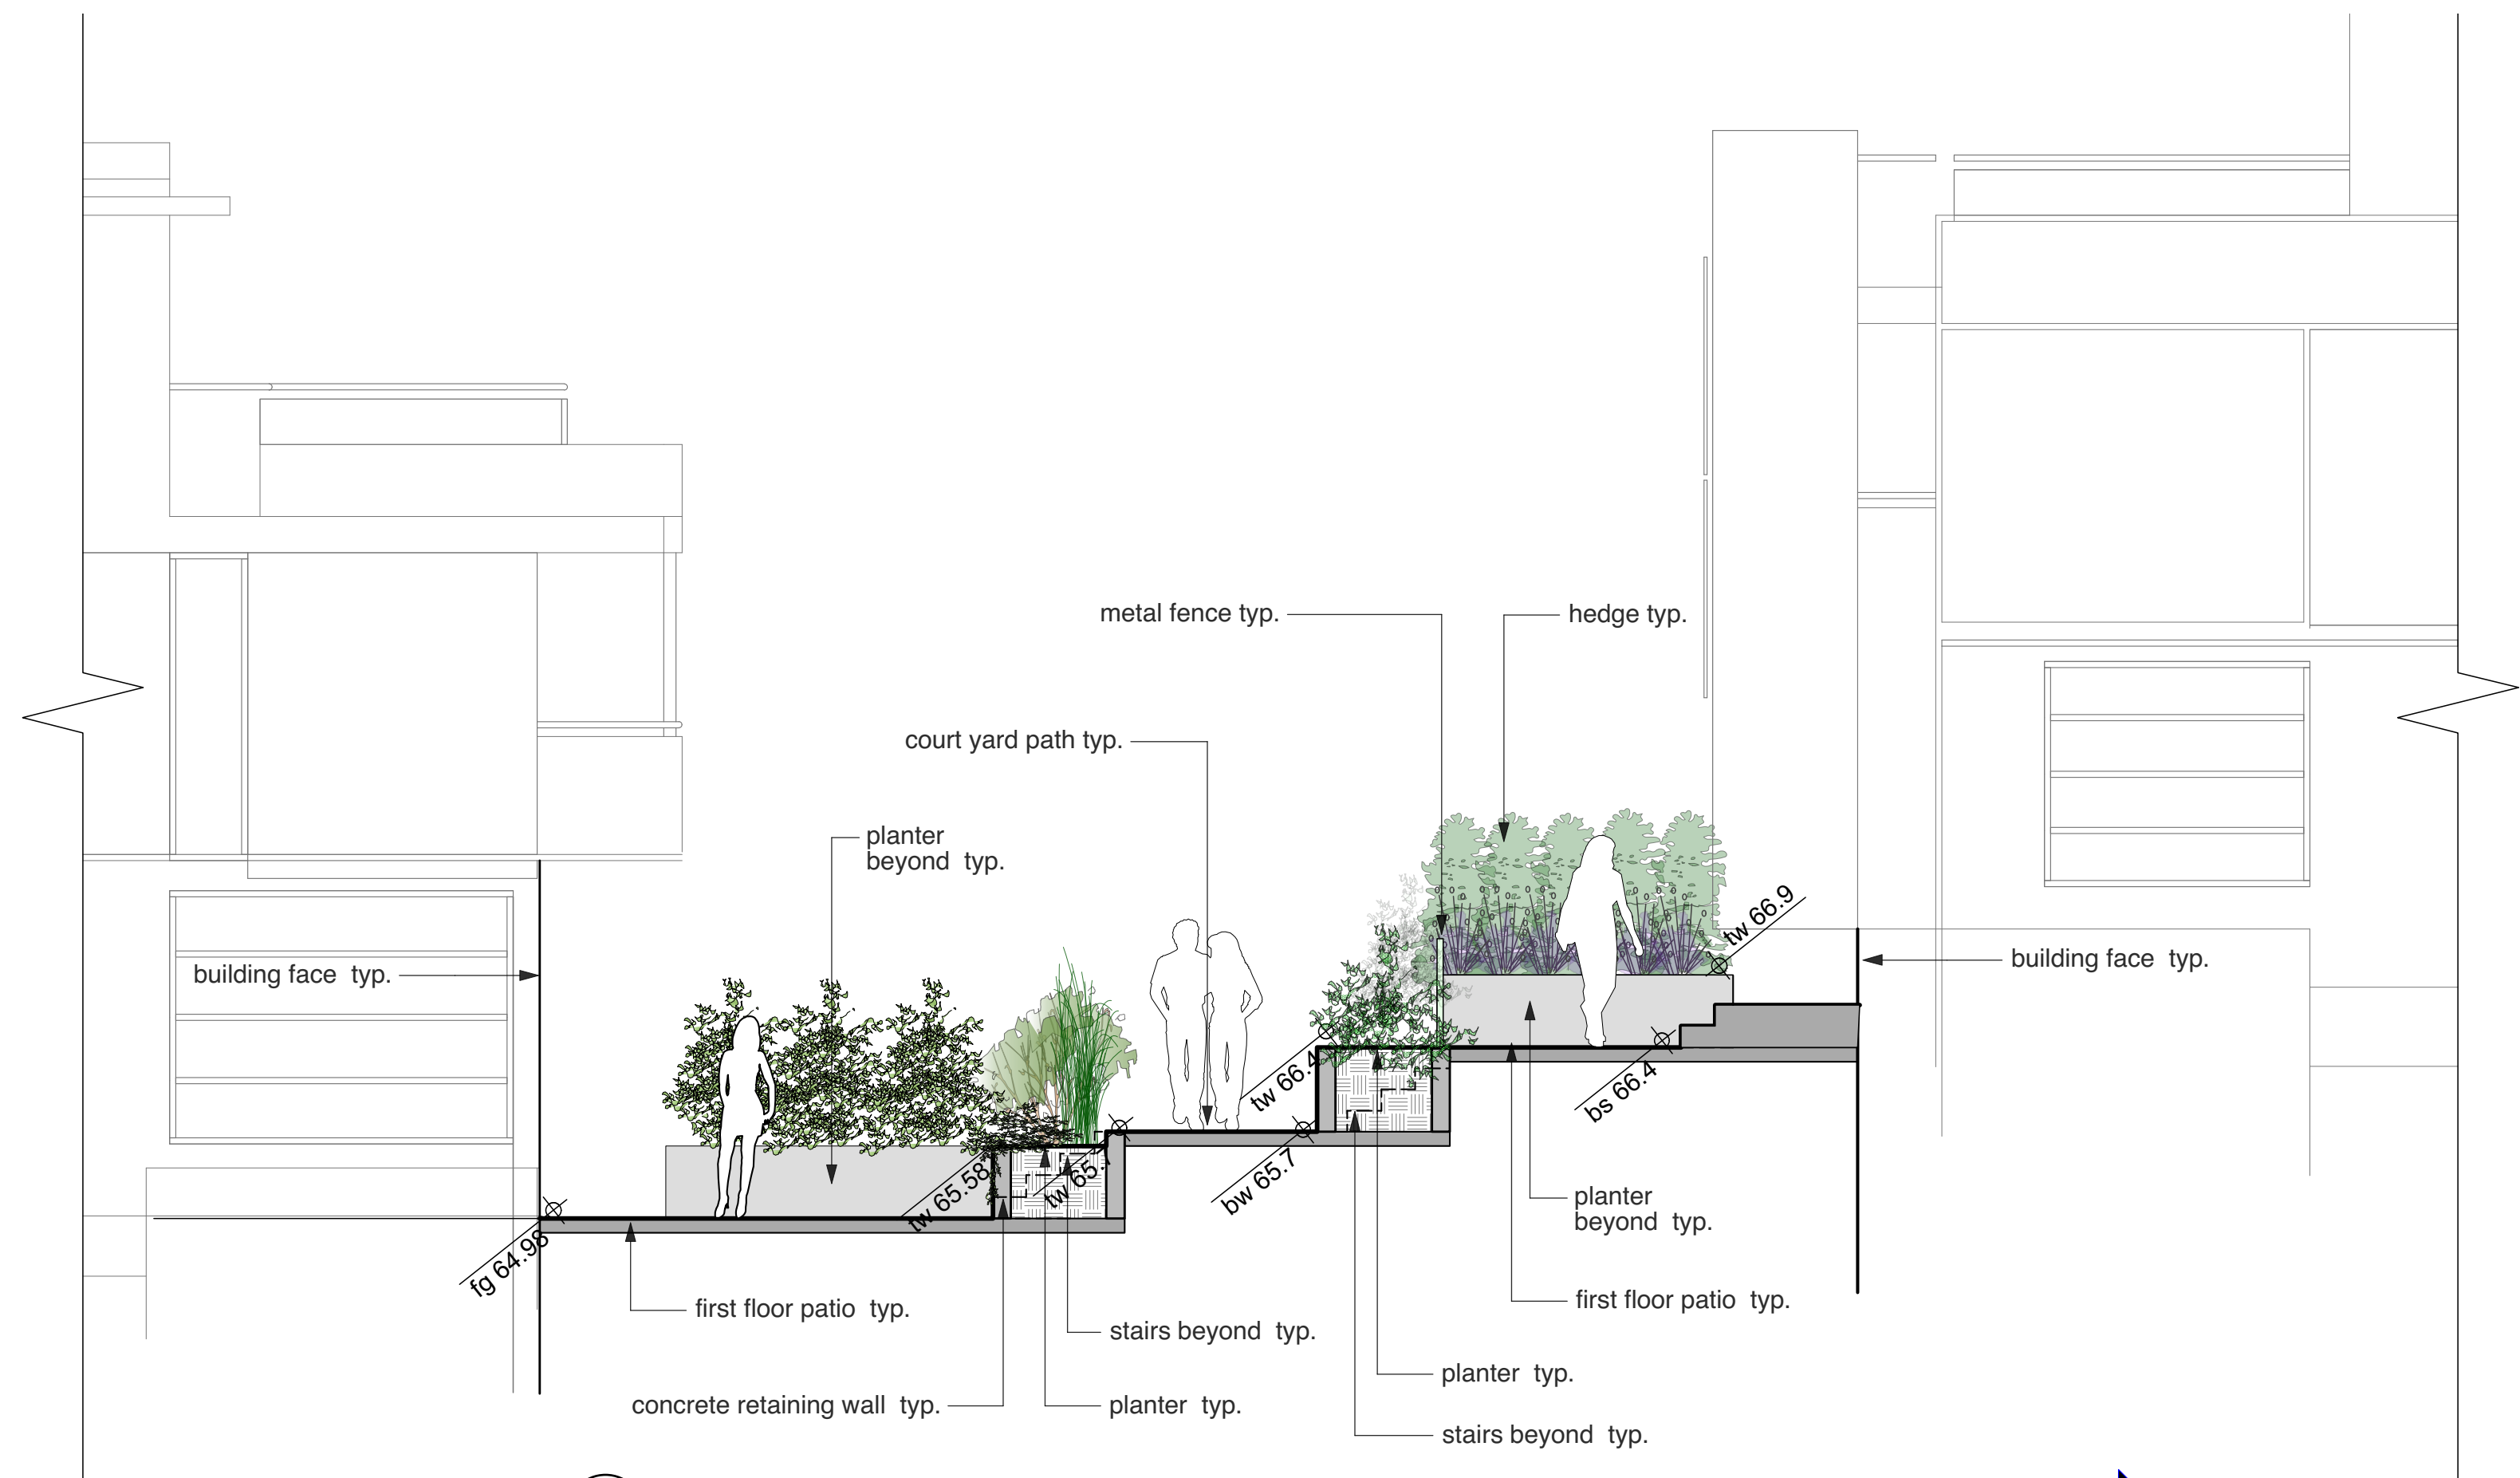 metal fence typ.
hedge typ.
court yard path typ.
planter
beyond typ.
tw 66.9
building face typ.
building face typ.
tw 66.4
bs 66.4
tw 65.58
tw 65.7
bw 65.7
planter
beyond typ.
fg 64.98
first floor patio typ.
first floor patio typ.
stairs beyond typ.
planter typ.
concrete retaining wall typ.
planter typ.
stairs beyond typ.